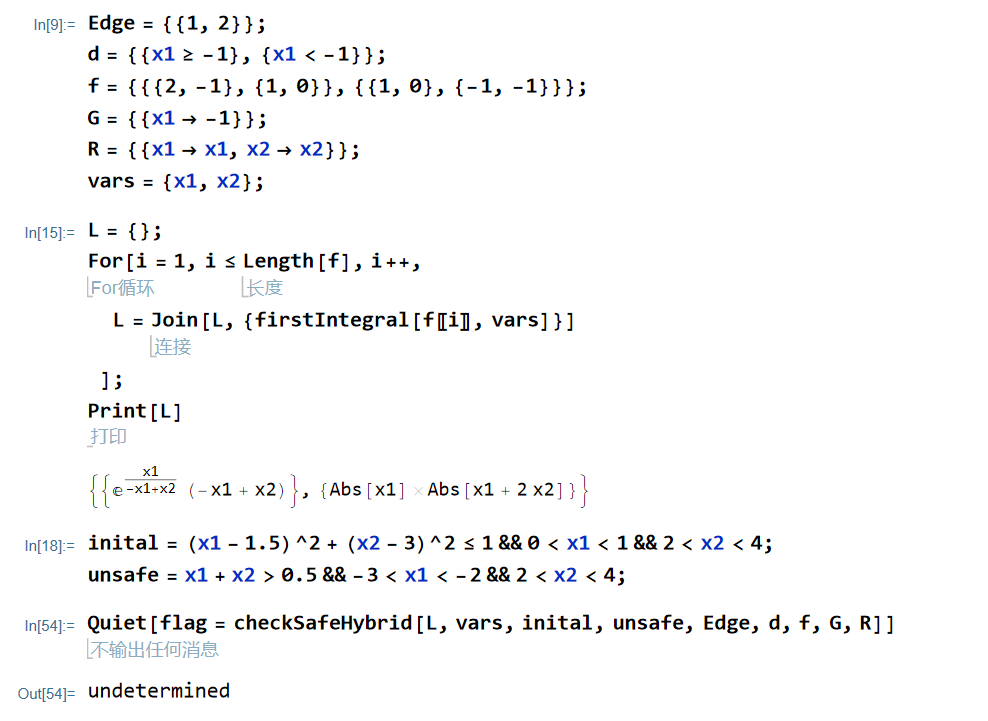 In[9]:= Edge = {{1, 2}};
d = {{x1 ≥ -1}, {x1 < -1}};
f = {{{2, -1}, {1, 0}}, {{1, 0}, {-1, -1}}};
G = {{x1 → -1}};
R = {{x1 → x1, x2 → x2}};
vars = {x1, x2};
In[15]:= L = {};
For[i = 1, i ≤ Length[f], i++,
For循环 长度
L = Join[L, {firstIntegral[f〚i〛, vars]}]
连接
];
Print[L]
打印
{{ⅇ^(x1/(-x1+x2)) (-x1 + x2)}, {Abs[x1] × Abs[x1 + 2 x2]}}
In[18]:= inital = (x1 - 1.5)^2 + (x2 - 3)^2 ≤ 1 && 0 < x1 < 1 && 2 < x2 < 4;
unsafe = x1 + x2 > 0.5 && -3 < x1 < -2 && 2 < x2 < 4;
In[54]:= Quiet[flag = checkSafeHybrid[L, vars, inital, unsafe, Edge, d, f, G, R]]
不输出任何消息
Out[54]= undetermined